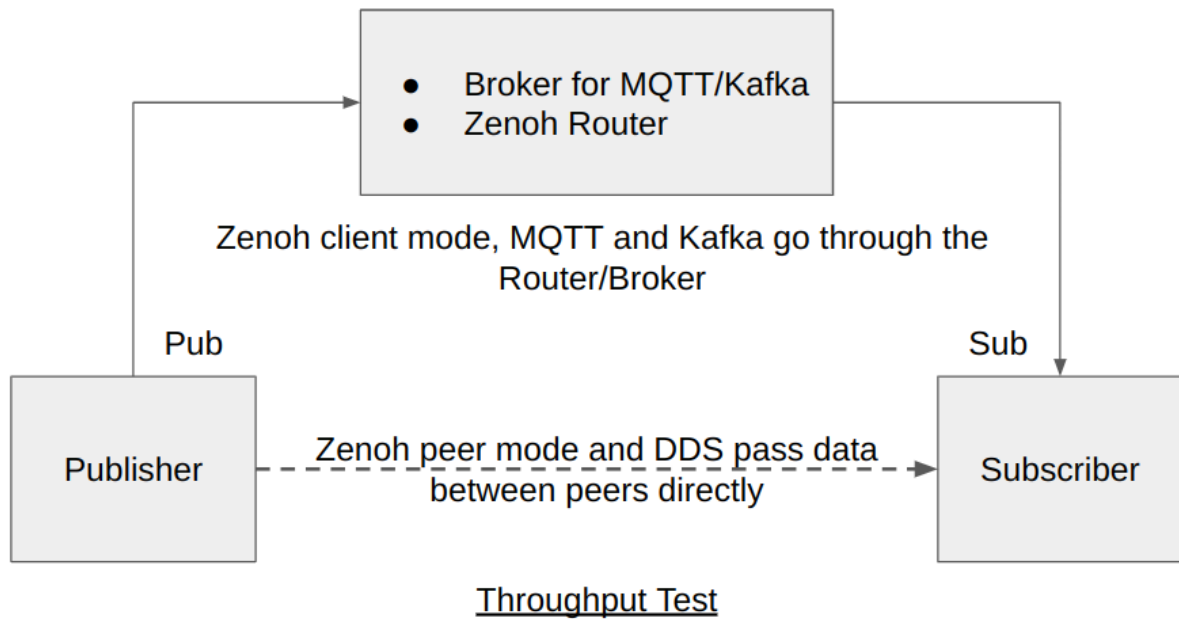 ● Broker for MQTT/Kafka
● Zenoh Router
Zenoh client mode, MQTT and Kafka go through the
Router/Broker
Pub
Sub
Publisher
Zenoh peer mode and DDS pass data
between peers directly
Subscriber
Throughput Test